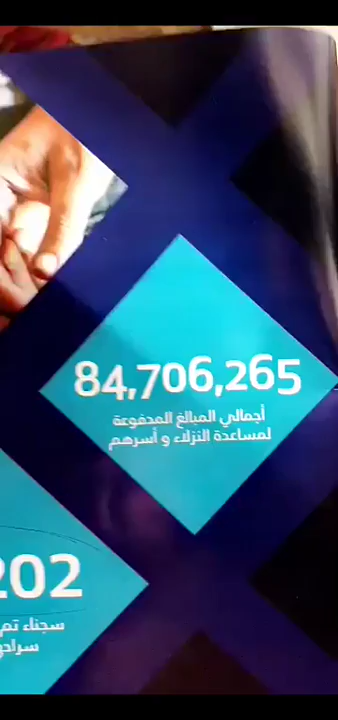 84,706,265
أجمالي المبالغ المدفوعة
لمساعدة النزلاء و أسرهم
202
سجناء تم